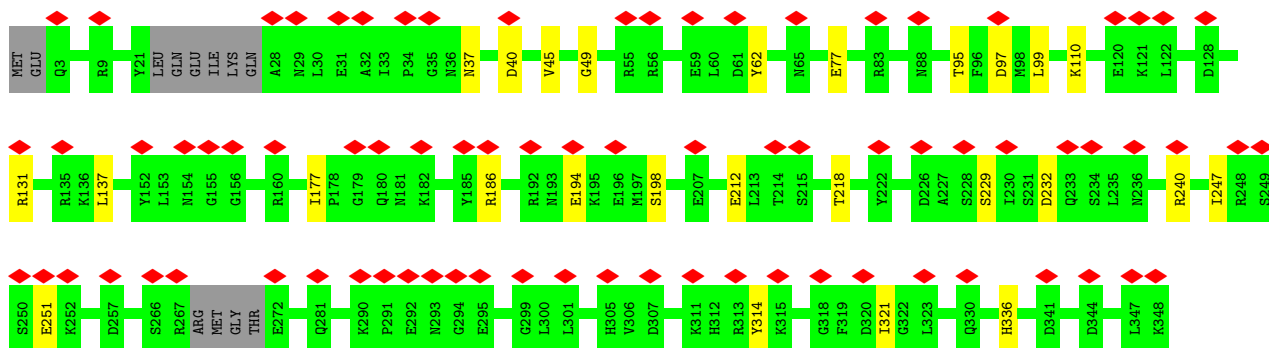 MET GLU Q3 R9 Y21 LEU GLN GLU ILE LYS GLN A28 N29 L30 E31 A32 I33 P34 G35 N36 N37 D40 V45 G49 R55 R56 E59 L60 D61 Y62 N65 E77 R83 N88 T95 F96 D97 M98 L99 K110 E120 K121 L122 D128
R131 R135 K136 L137 Y152 L153 N154 G155 G156 R160 I177 P178 G179 Q180 N181 K182 Y185 R186 R192 N193 E194 K195 E196 M197 S198 E207 E212 L213 T214 S215 T218 Y222 D226 A227 S228 S229 I230 S231 D232 Q233 S234 L235 N236 R240 I247 R248 S249
S250 E251 K252 D257 S266 R267 ARG MET GLY THR E272 Q281 K290 P291 E292 N293 G294 E295 G299 L300 L301 H305 V306 D307 K311 H312 R313 Y314 K315 G318 F319 D320 I321 G322 L323 Q330 H336 D341 D344 L347 K348